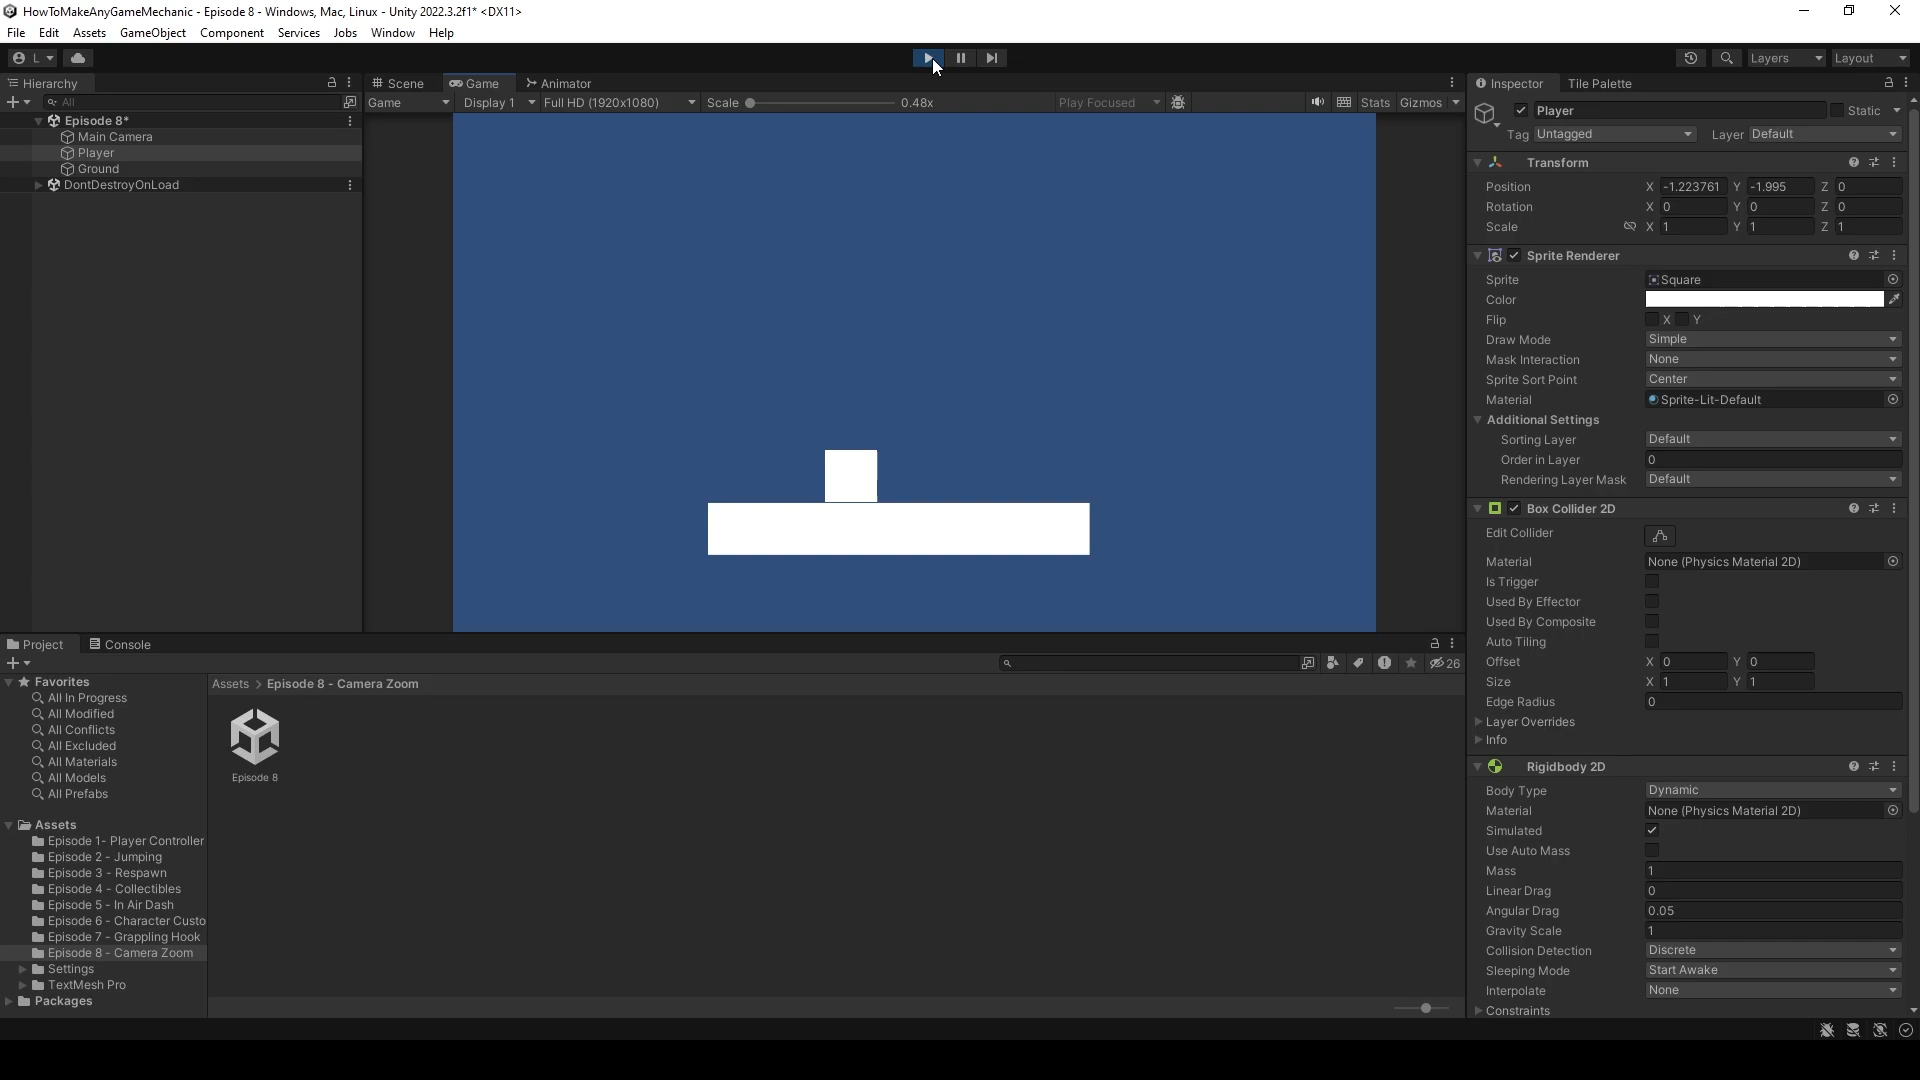 HowToMakeAnyGameMechanic - Episode 8 - Windows, Mac, Linux - Unity 2022.3.2f1* <DX11>
File Edit Assets GameObject Component Services Jobs Window Help
L Layers Layout
Hierarchy
All
Episode 8*
Main Camera
Player
Ground
DontDestroyOnLoad
Scene Game Animator
Game Display 1 Full HD (1920x1080) Scale 0.48x Play Focused Stats Gizmos
Inspector Tile Palette
Player Static
Tag Untagged Layer Default
Transform
Position X -1.223761 Y -1.995 Z 0
Rotation X 0 Y 0 Z 0
Scale X 1 Y 1 Z 1
Sprite Renderer
Sprite Square
Color
Flip X Y
Draw Mode Simple
Mask Interaction None
Sprite Sort Point Center
Material Sprite-Lit-Default
Additional Settings
Sorting Layer Default
Order in Layer 0
Rendering Layer Mask Default
Box Collider 2D
Edit Collider
Material None (Physics Material 2D)
Is Trigger
Used By Effector
Used By Composite
Auto Tiling
Offset X 0 Y 0
Size X 1 Y 1
Edge Radius 0
Layer Overrides
Info
Rigidbody 2D
Body Type Dynamic
Material None (Physics Material 2D)
Simulated
Use Auto Mass
Mass 1
Linear Drag 0
Angular Drag 0.05
Gravity Scale 1
Collision Detection Discrete
Sleeping Mode Start Awake
Interpolate None
Constraints
Project Console
26
Favorites
All In Progress
All Modified
All Conflicts
All Excluded
All Materials
All Models
All Prefabs
Assets
Episode 1- Player Controller
Episode 2 - Jumping
Episode 3 - Respawn
Episode 4 - Collectibles
Episode 5 - In Air Dash
Episode 6 - Character Custo
Episode 7 - Grappling Hook
Episode 8 - Camera Zoom
Settings
TextMesh Pro
Packages
Assets > Episode 8 - Camera Zoom
Episode 8